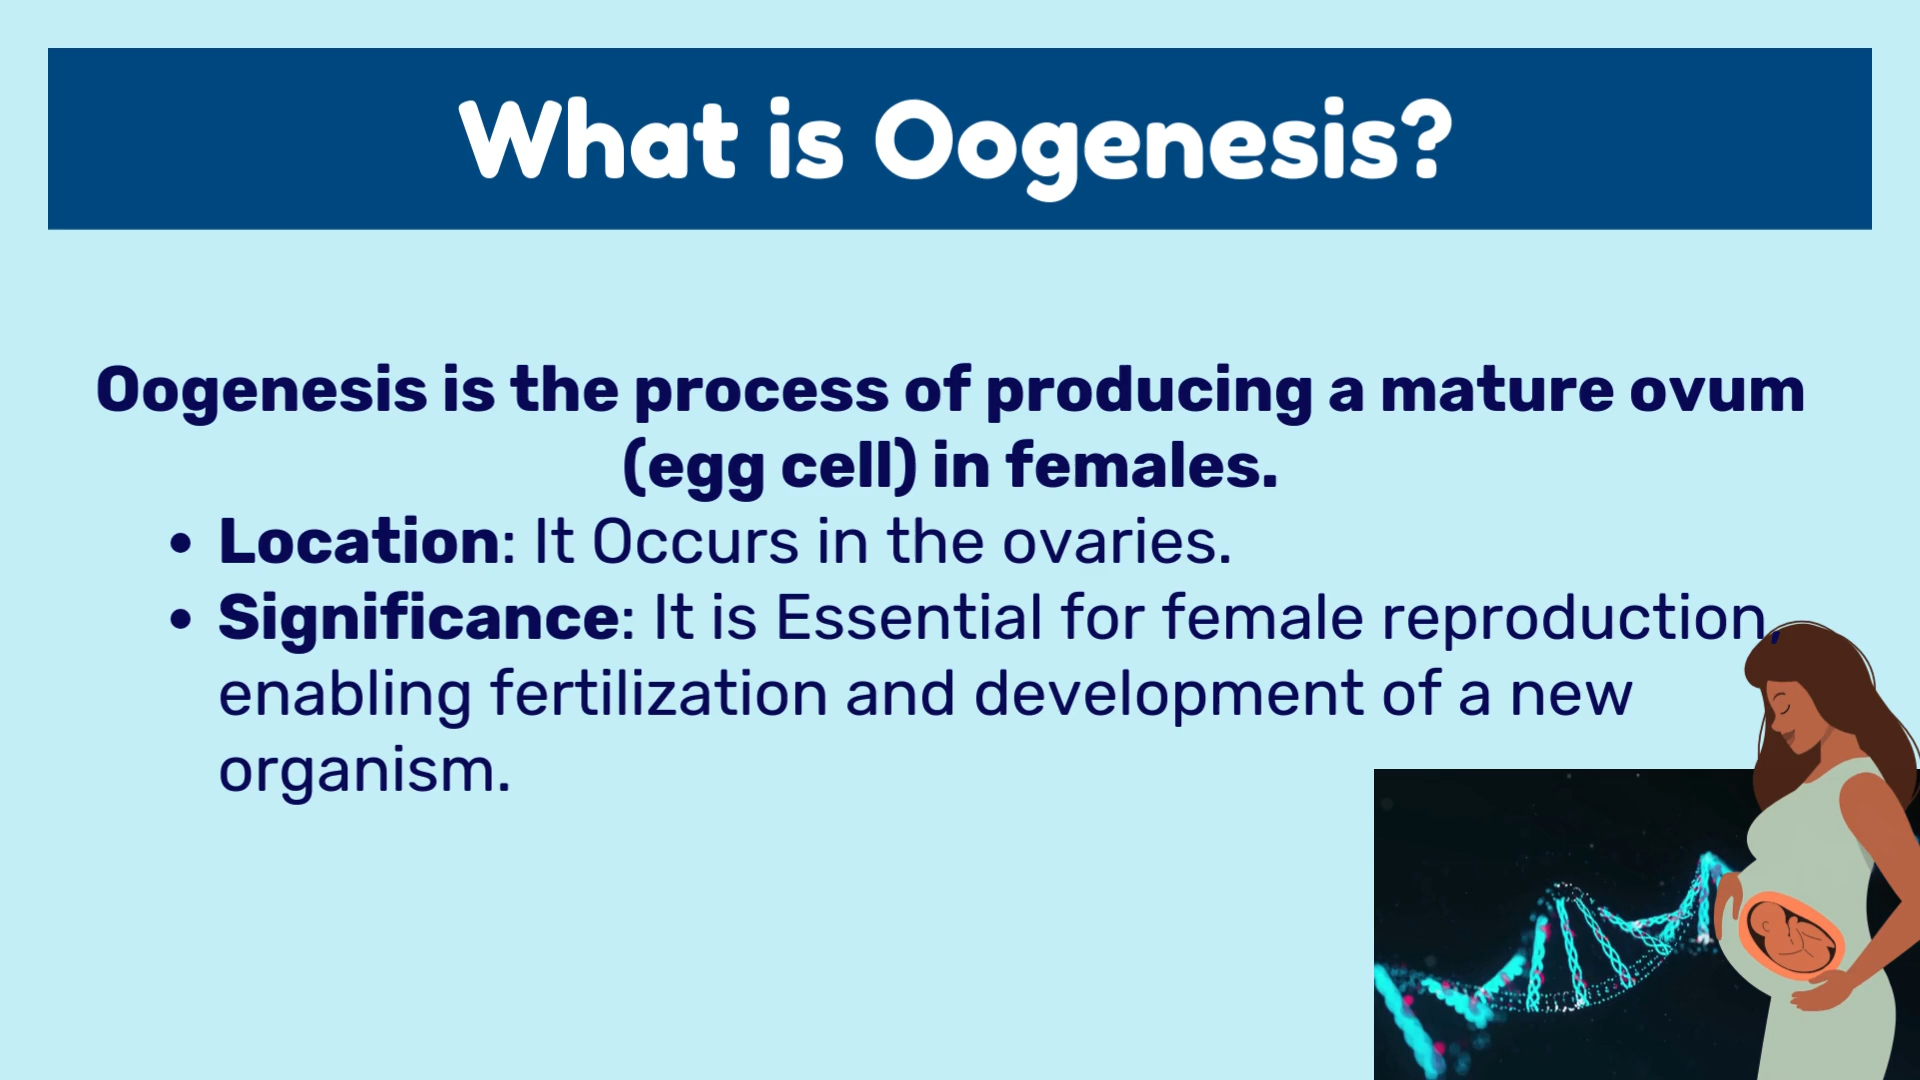 What is Oogenesis?
Oogenesis is the process of producing a mature ovum
(egg cell) in females.
• Location: It Occurs in the ovaries.
• Significance: It is Essential for female reproduction,
enabling fertilization and development of a new
organism.